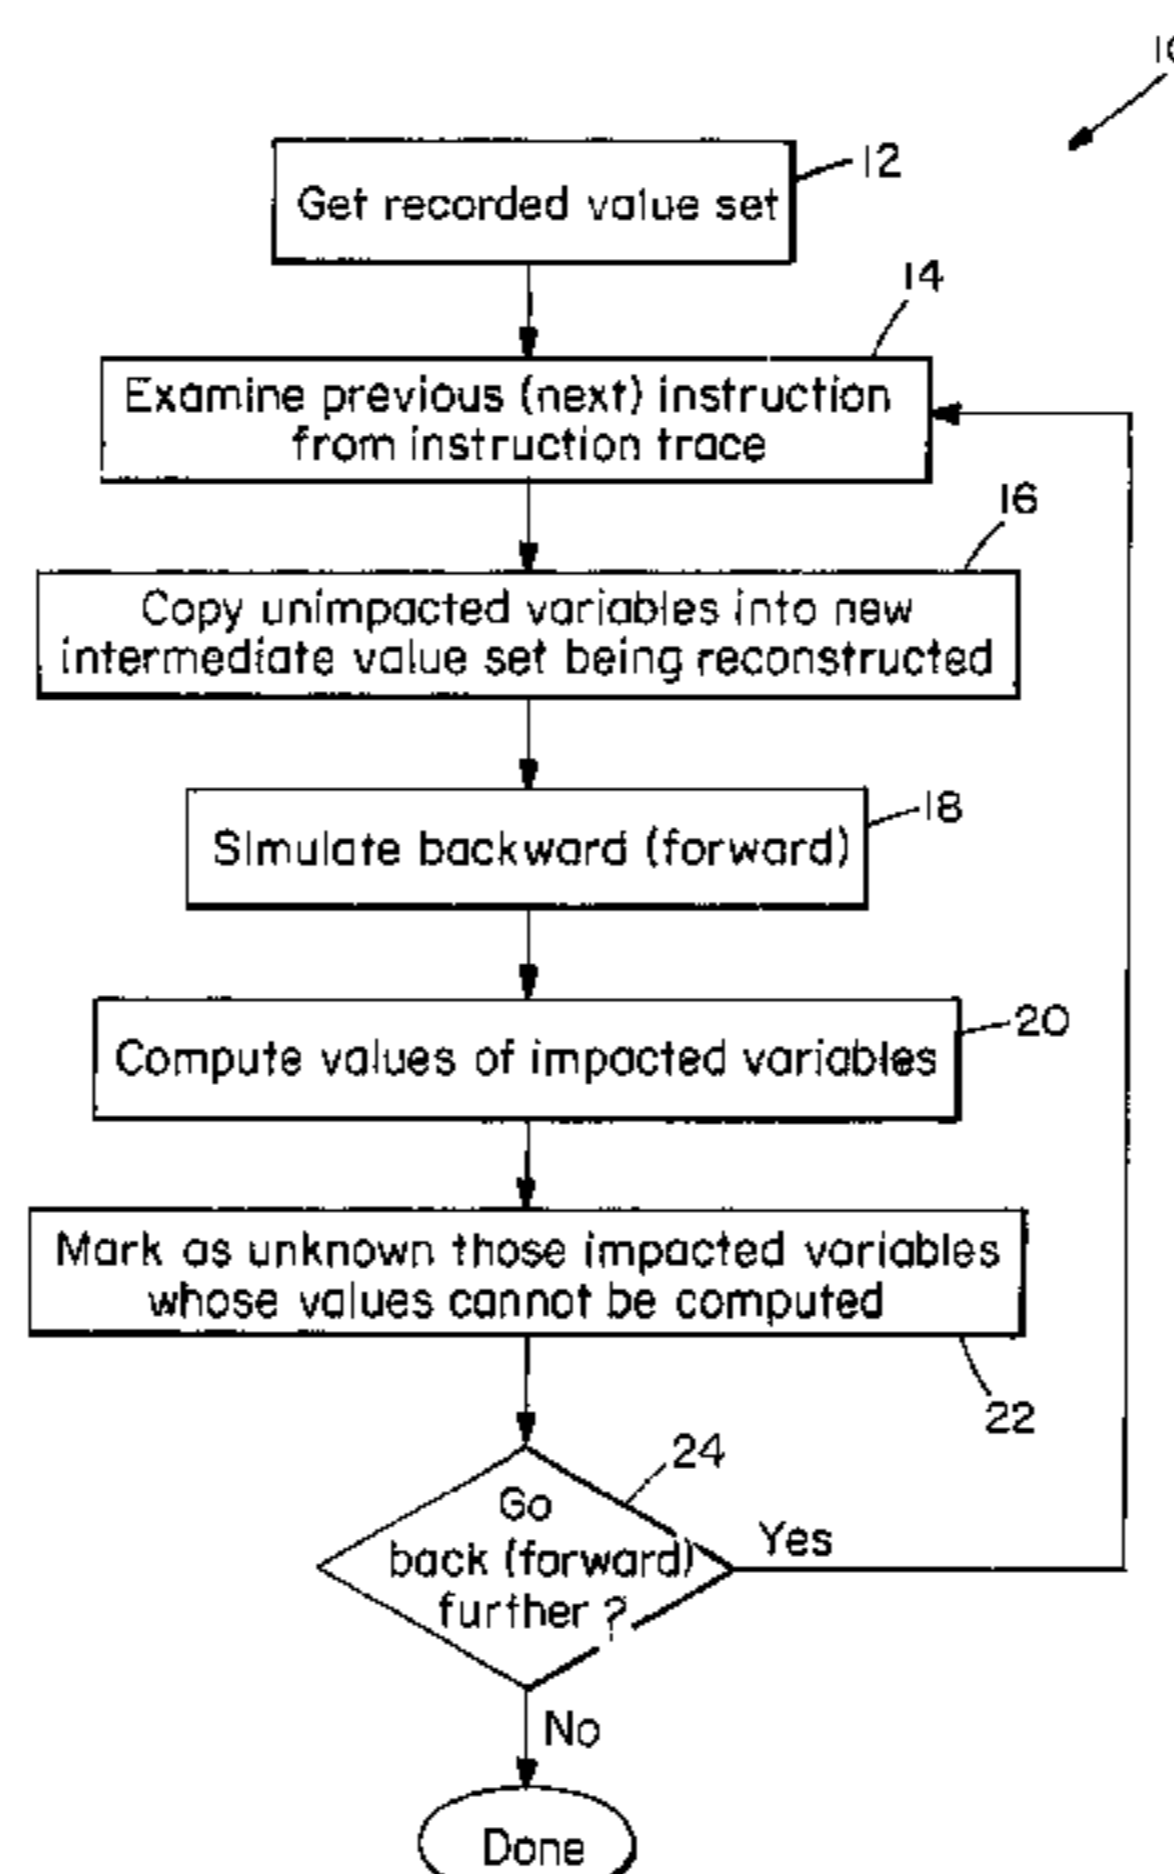 12
Get recorded value set
14
Examine previous (next) instruction
from instruction trace
16
Copy unimpacted variables into new
intermediate value set being reconstructed
18
Simulate backward (forward)
20
Compute values of impacted variables
Mark as unknown those impacted variables
whose values cannot be computed
22
24
Go
back (forward)
further ?
Yes
No
Done